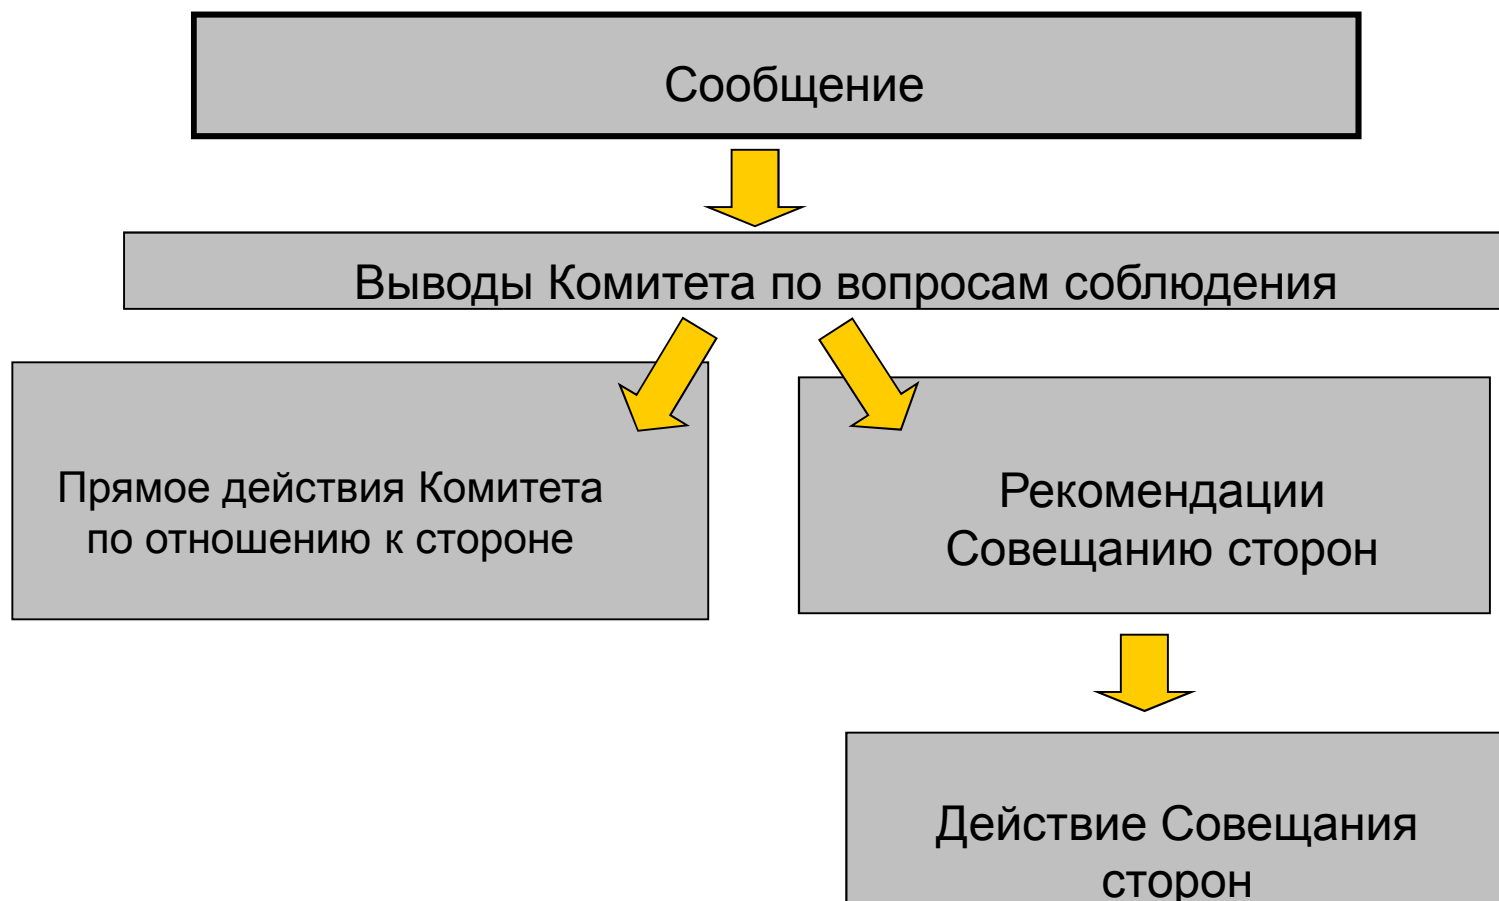 Сообщение
Выводы Комитета по вопросам соблюдения
Прямое действия Комитета
по отношению к стороне
Рекомендации
Совещанию сторон
Действие Совещания
сторон